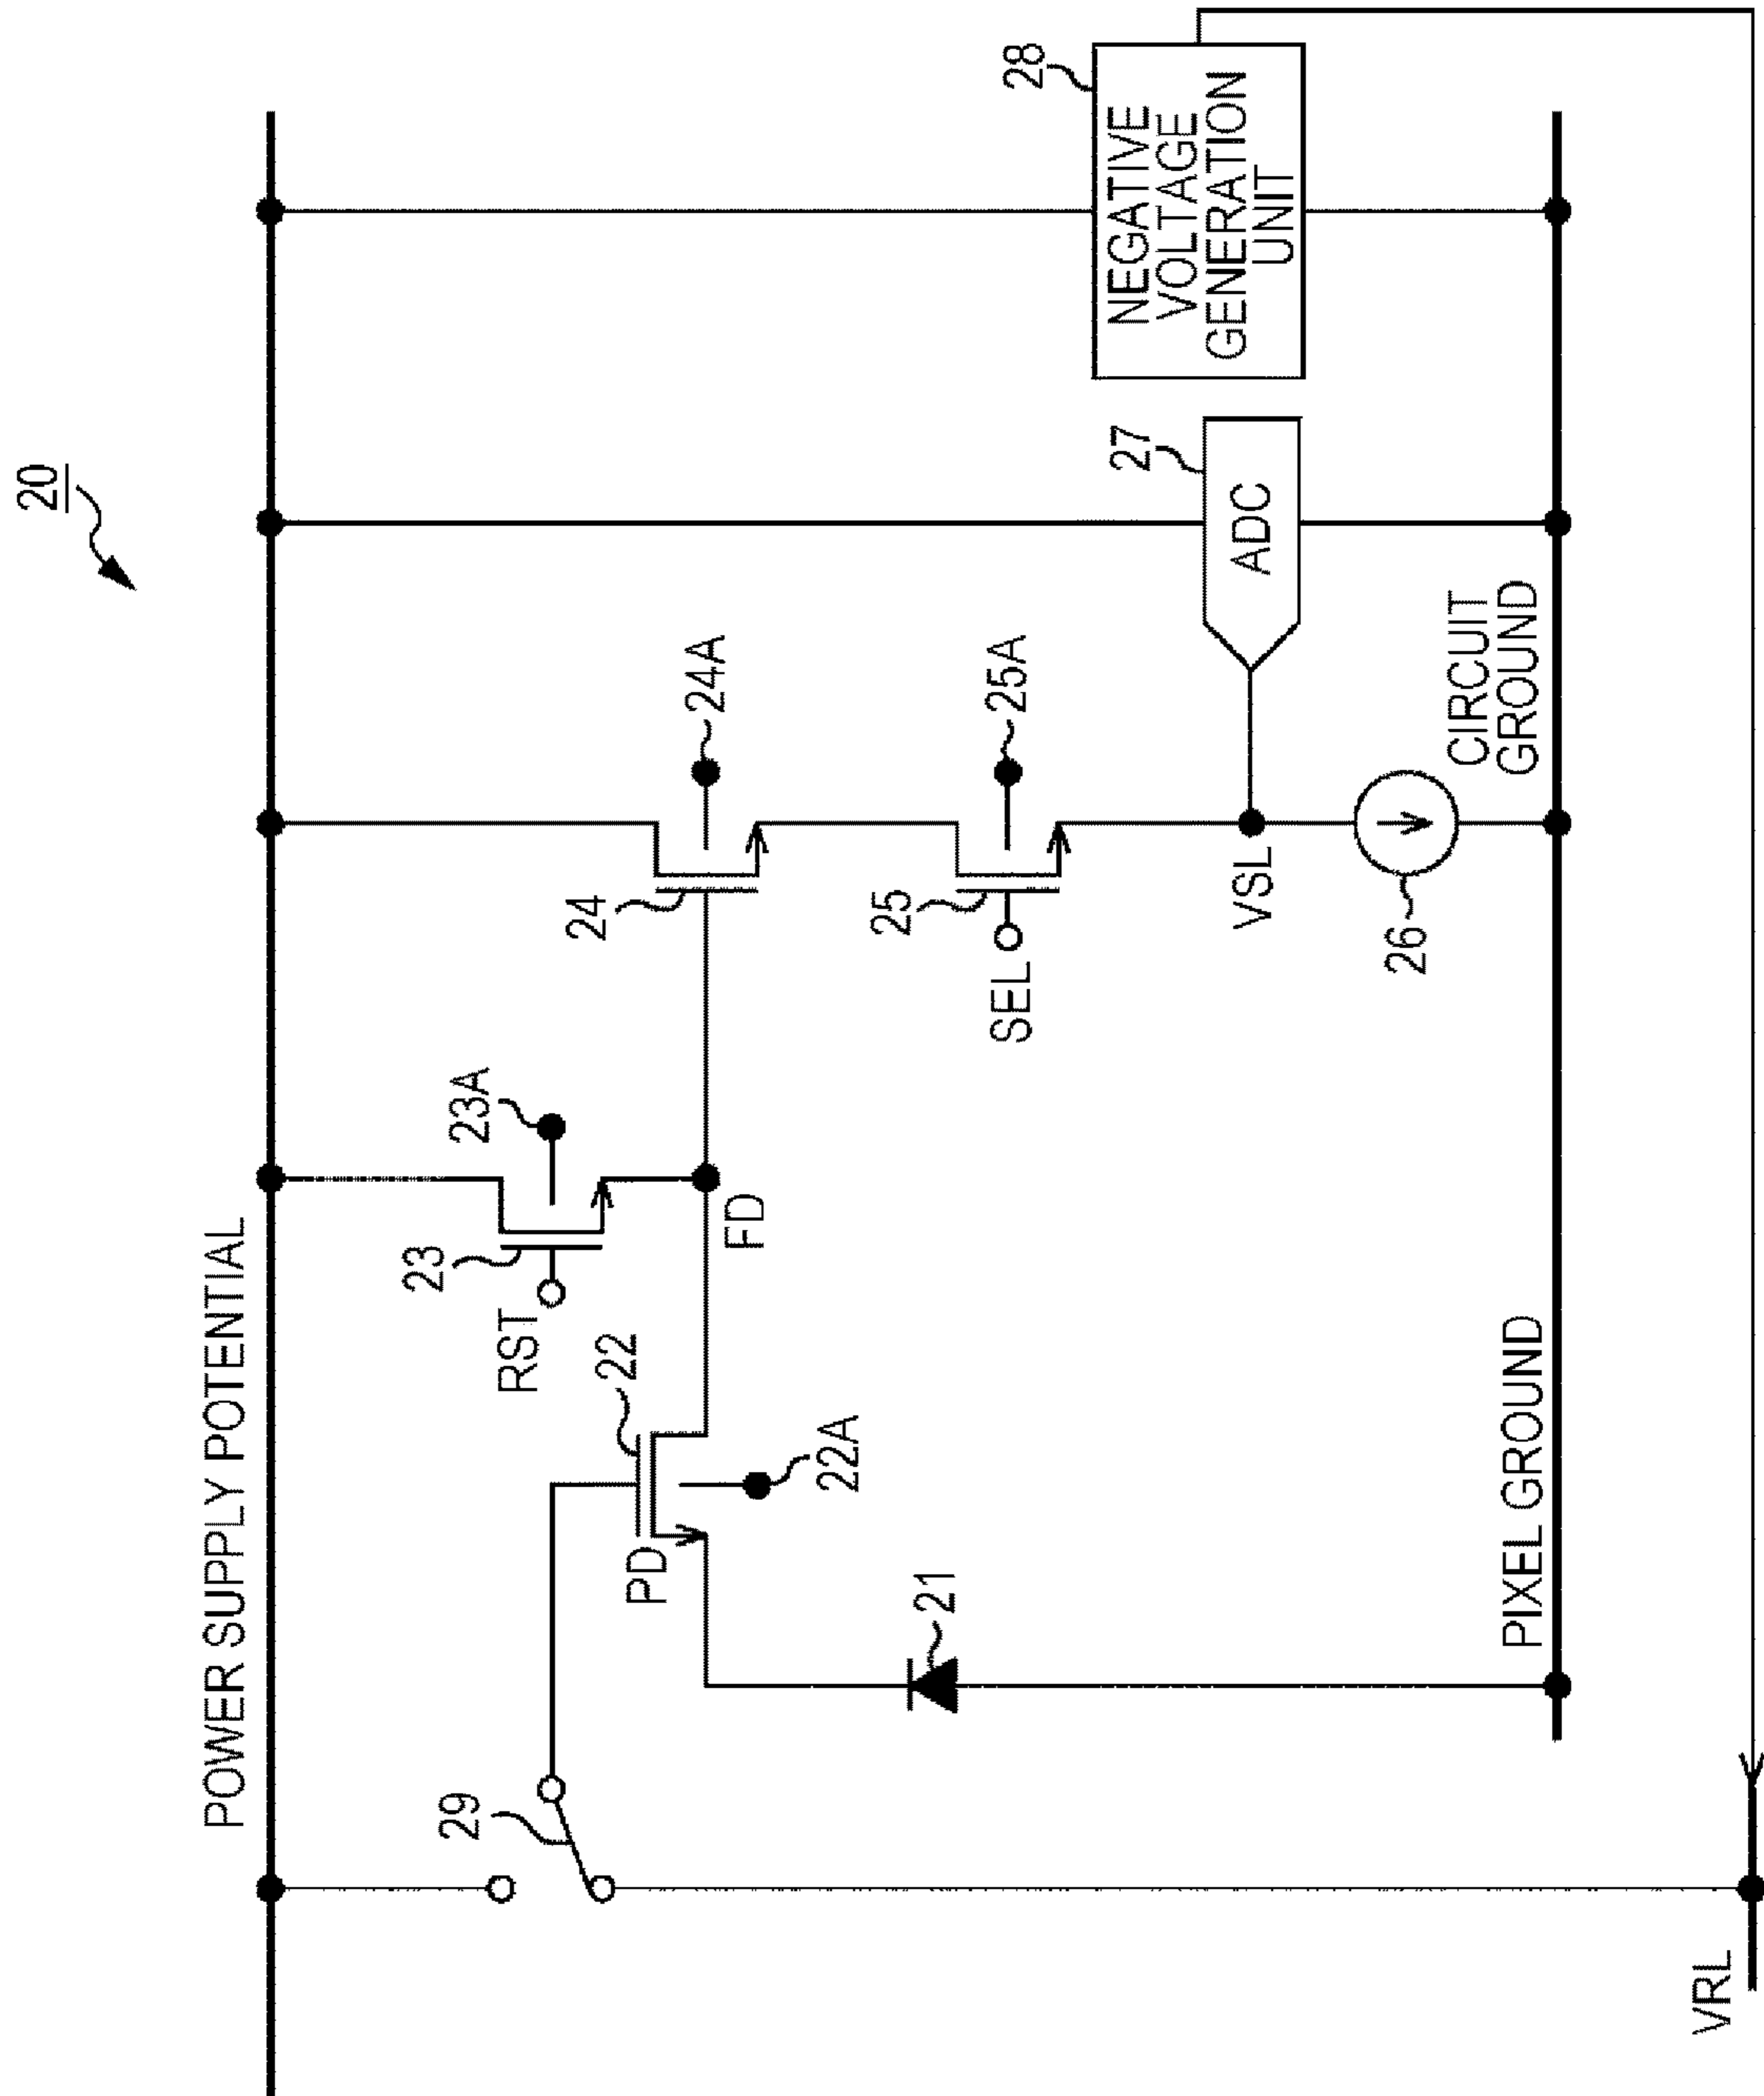 20
POWER SUPPLY POTENTIAL
29
PD
22
22A
RST
23
23A
FD
24
24A
SEL
25
25A
21
VSL
26
ADC
27
NEGATIVE
VOLTAGE
GENERATION
UNIT
28
PIXEL GROUND
CIRCUIT
GROUND
VRL